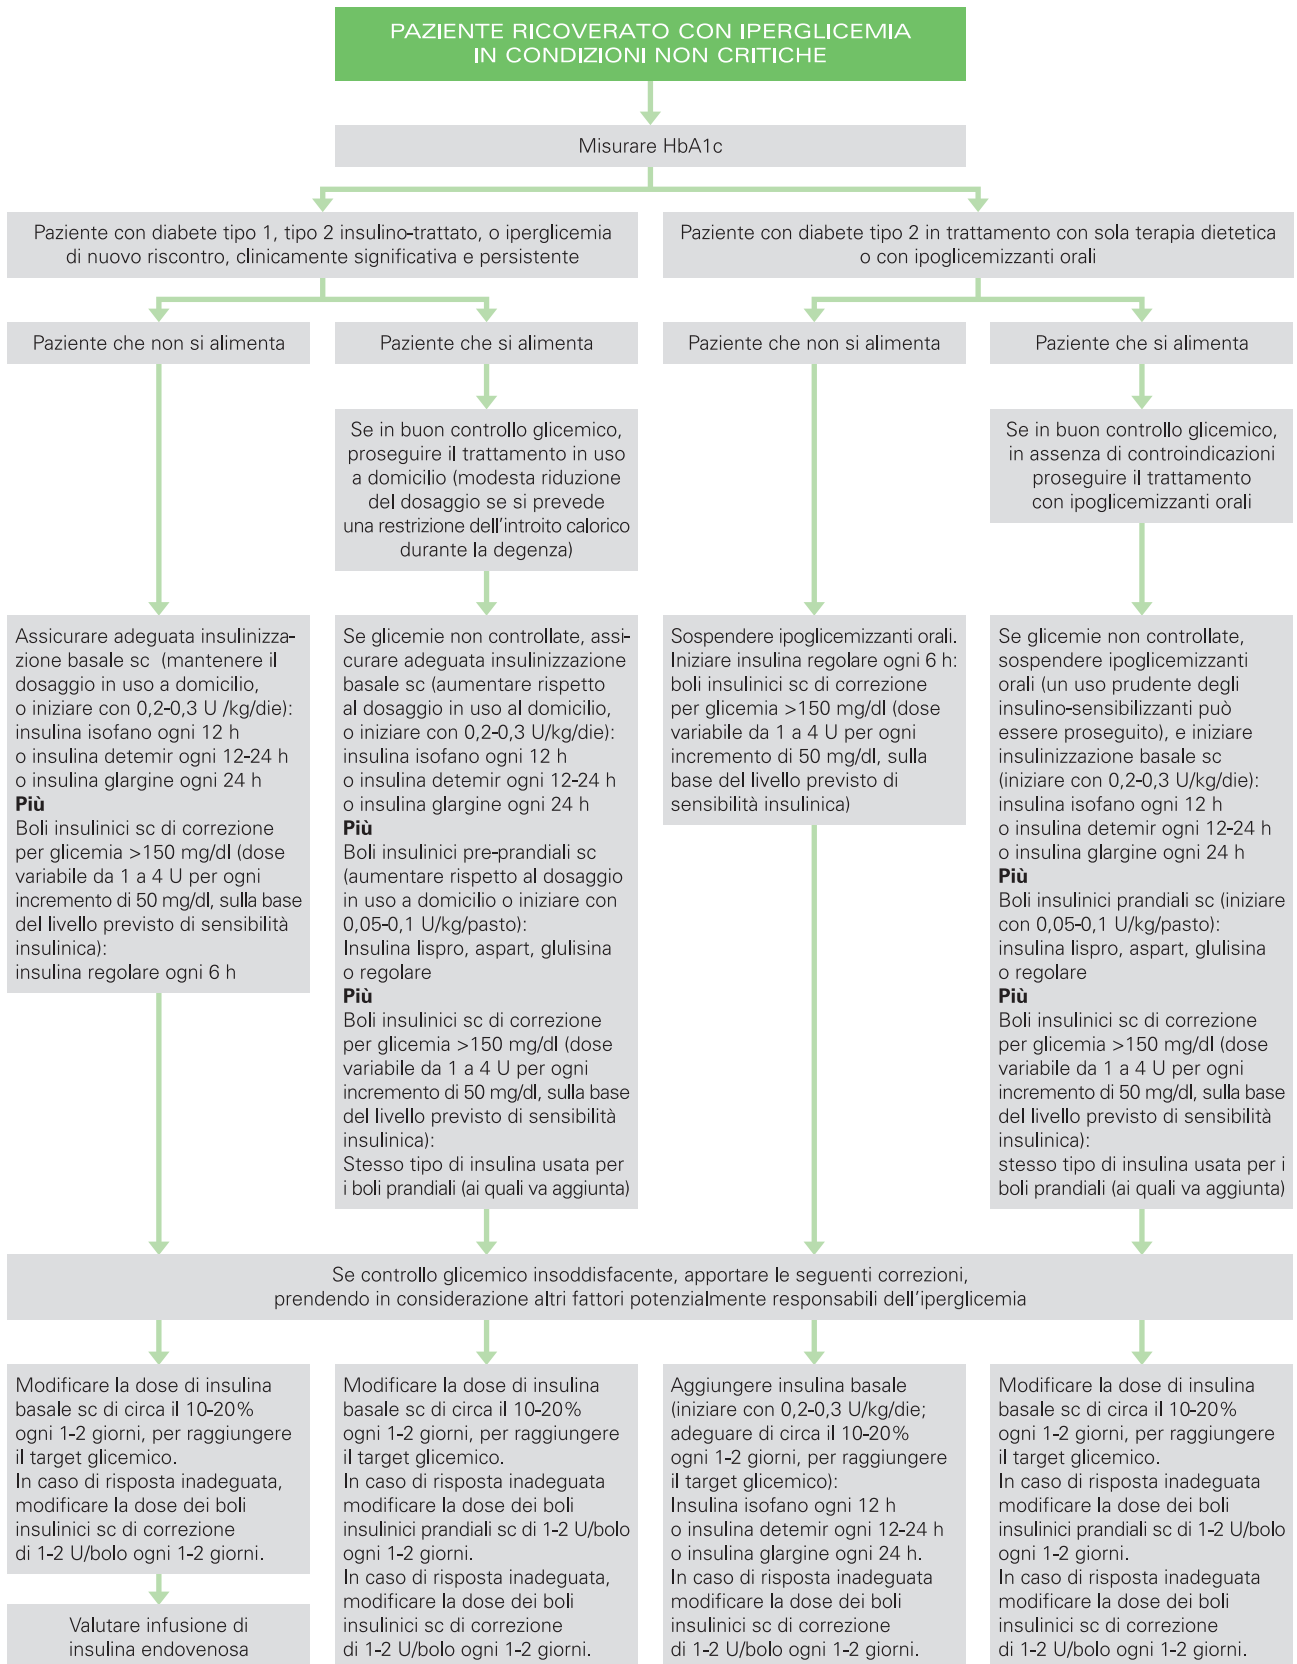 PAZIENTE RICOVERATO CON IPERGLICEMIA
IN CONDIZIONI NON CRITICHE
Misurare HbA1c
Paziente con diabete tipo 1, tipo 2 insulino-trattato, o iperglicemia
di nuovo riscontro, clinicamente significativa e persistente
Paziente con diabete tipo 2 in trattamento con sola terapia dietetica
o con ipoglicemizzanti orali
Paziente che non si alimenta
Paziente che si alimenta
Paziente che non si alimenta
Paziente che si alimenta
Se in buon controllo glicemico,
proseguire il trattamento in uso
a domicilio (modesta riduzione
del dosaggio se si prevede
una restrizione dell'introito calorico
durante la degenza)
Se in buon controllo glicemico,
in assenza di controindicazioni
proseguire il trattamento
con ipoglicemizzanti orali
Assicurare adeguata insulinizza-
zione basale sc (mantenere il
dosaggio in uso a domicilio,
o iniziare con 0,2-0,3 U /kg/die):
insulina isofano ogni 12 h
o insulina detemir ogni 12-24 h
o insulina glargine ogni 24 h
Più
Boli insulinici sc di correzione
per glicemia >150 mg/dl (dose
variabile da 1 a 4 U per ogni
incremento di 50 mg/dl, sulla base
del livello previsto di sensibilità
insulinica):
insulina regolare ogni 6 h
Se glicemie non controllate, assi-
curare adeguata insulinizzazione
basale sc (aumentare rispetto
al dosaggio in uso al domicilio,
o iniziare con 0,2-0,3 U/kg/die):
insulina isofano ogni 12 h
o insulina detemir ogni 12-24 h
o insulina glargine ogni 24 h
Più
Boli insulinici pre-prandiali sc
(aumentare rispetto al dosaggio
in uso a domicilio o iniziare con
0,05-0,1 U/kg/pasto):
Insulina lispro, aspart, glulisina
o regolare
Più
Boli insulinici sc di correzione
per glicemia >150 mg/dl (dose
variabile da 1 a 4 U per ogni
incremento di 50 mg/dl, sulla base
del livello previsto di sensibilità
insulinica):
Stesso tipo di insulina usata per
i boli prandiali (ai quali va aggiunta)
Sospendere ipoglicemizzanti orali.
Iniziare insulina regolare ogni 6 h:
boli insulinici sc di correzione
per glicemia >150 mg/dl (dose
variabile da 1 a 4 U per ogni
incremento di 50 mg/dl, sulla
base del livello previsto di
sensibilità insulinica)
Se glicemie non controllate,
sospendere ipoglicemizzanti
orali (un uso prudente degli
insulino-sensibilizzanti può
essere proseguito), e iniziare
insulinizzazione basale sc
(iniziare con 0,2-0,3 U/kg/die):
insulina isofano ogni 12 h
o insulina detemir ogni 12-24 h
o insulina glargine ogni 24 h
Più
Boli insulinici prandiali sc (iniziare
con 0,05-0,1 U/kg/pasto):
insulina lispro, aspart, glulisina
o regolare
Più
Boli insulinici sc di correzione
per glicemia >150 mg/dl (dose
variabile da 1 a 4 U per ogni
incremento di 50 mg/dl, sulla base
del livello previsto di sensibilità
insulinica):
stesso tipo di insulina usata per i
boli prandiali (ai quali va aggiunta)
Se controllo glicemico insoddisfacente, apportare le seguenti correzioni,
prendendo in considerazione altri fattori potenzialmente responsabili dell'iperglicemia
Modificare la dose di insulina
basale sc di circa il 10-20%
ogni 1-2 giorni, per raggiungere
il target glicemico.
In caso di risposta inadeguata,
modificare la dose dei boli
insulinici sc di correzione
di 1-2 U/bolo ogni 1-2 giorni.
Valutare infusione di
insulina endovenosa
Modificare la dose di insulina
basale sc di circa il 10-20%
ogni 1-2 giorni, per raggiungere
il target glicemico.
In caso di risposta inadeguata
modificare la dose dei boli
insulinici prandiali sc di 1-2 U/bolo
ogni 1-2 giorni.
In caso di risposta inadeguata,
modificare la dose dei boli
insulinici sc di correzione
di 1-2 U/bolo ogni 1-2 giorni.
Aggiungere insulina basale
(iniziare con 0,2-0,3 U/kg/die;
adeguare di circa il 10-20%
ogni 1-2 giorni, per raggiungere
il target glicemico):
Insulina isofano ogni 12 h
o insulina detemir ogni 12-24 h
o insulina glargine ogni 24 h.
In caso di risposta inadeguata
modificare la dose dei boli
insulinici sc di correzione
di 1-2 U/bolo ogni 1-2 giorni.
Modificare la dose di insulina
basale sc di circa il 10-20%
ogni 1-2 giorni, per raggiungere
il target glicemico.
In caso di risposta inadeguata
modificare la dose dei boli
insulinici prandiali sc di 1-2 U/bolo
ogni 1-2 giorni.
In caso di risposta inadeguata
modificare la dose dei boli
insulinici sc di correzione
di 1-2 U/bolo ogni 1-2 giorni.